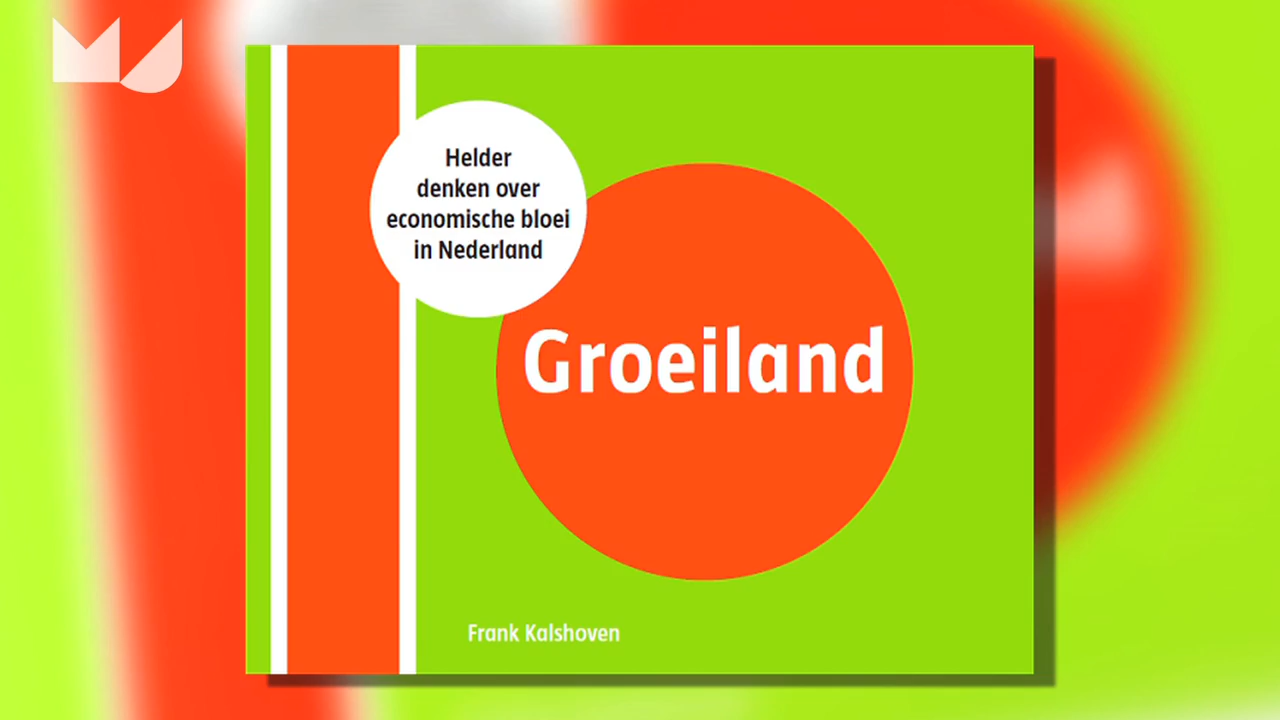 Helder
denken over
economische bloei
in Nederland
Groeiland
Frank Kalshoven